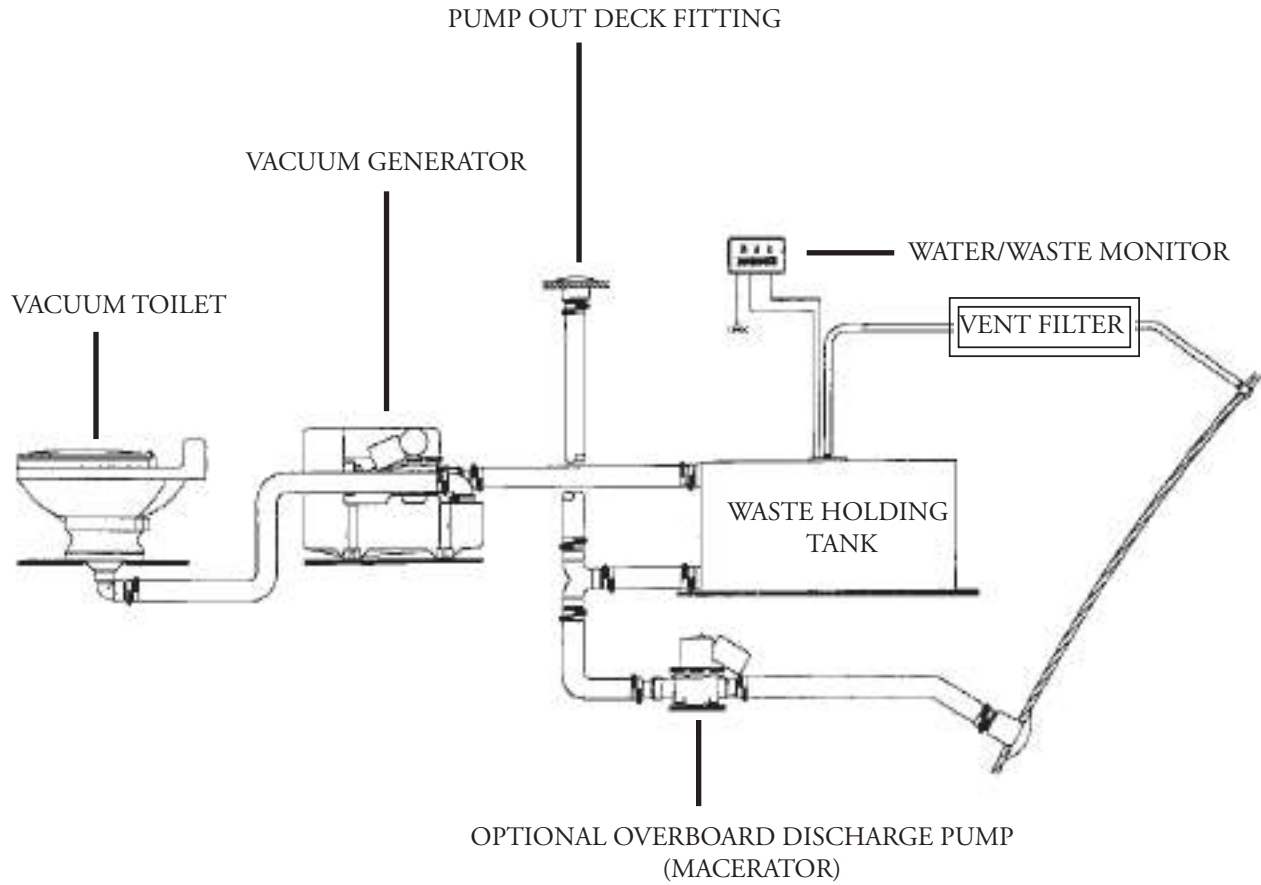 PUMP OUT DECK FITTING
VACUUM GENERATOR
WATER/WASTE MONITOR
VACUUM TOILET
VENT FILTER
WASTE HOLDING
TANK
OPTIONAL OVERBOARD DISCHARGE PUMP
(MACERATOR)